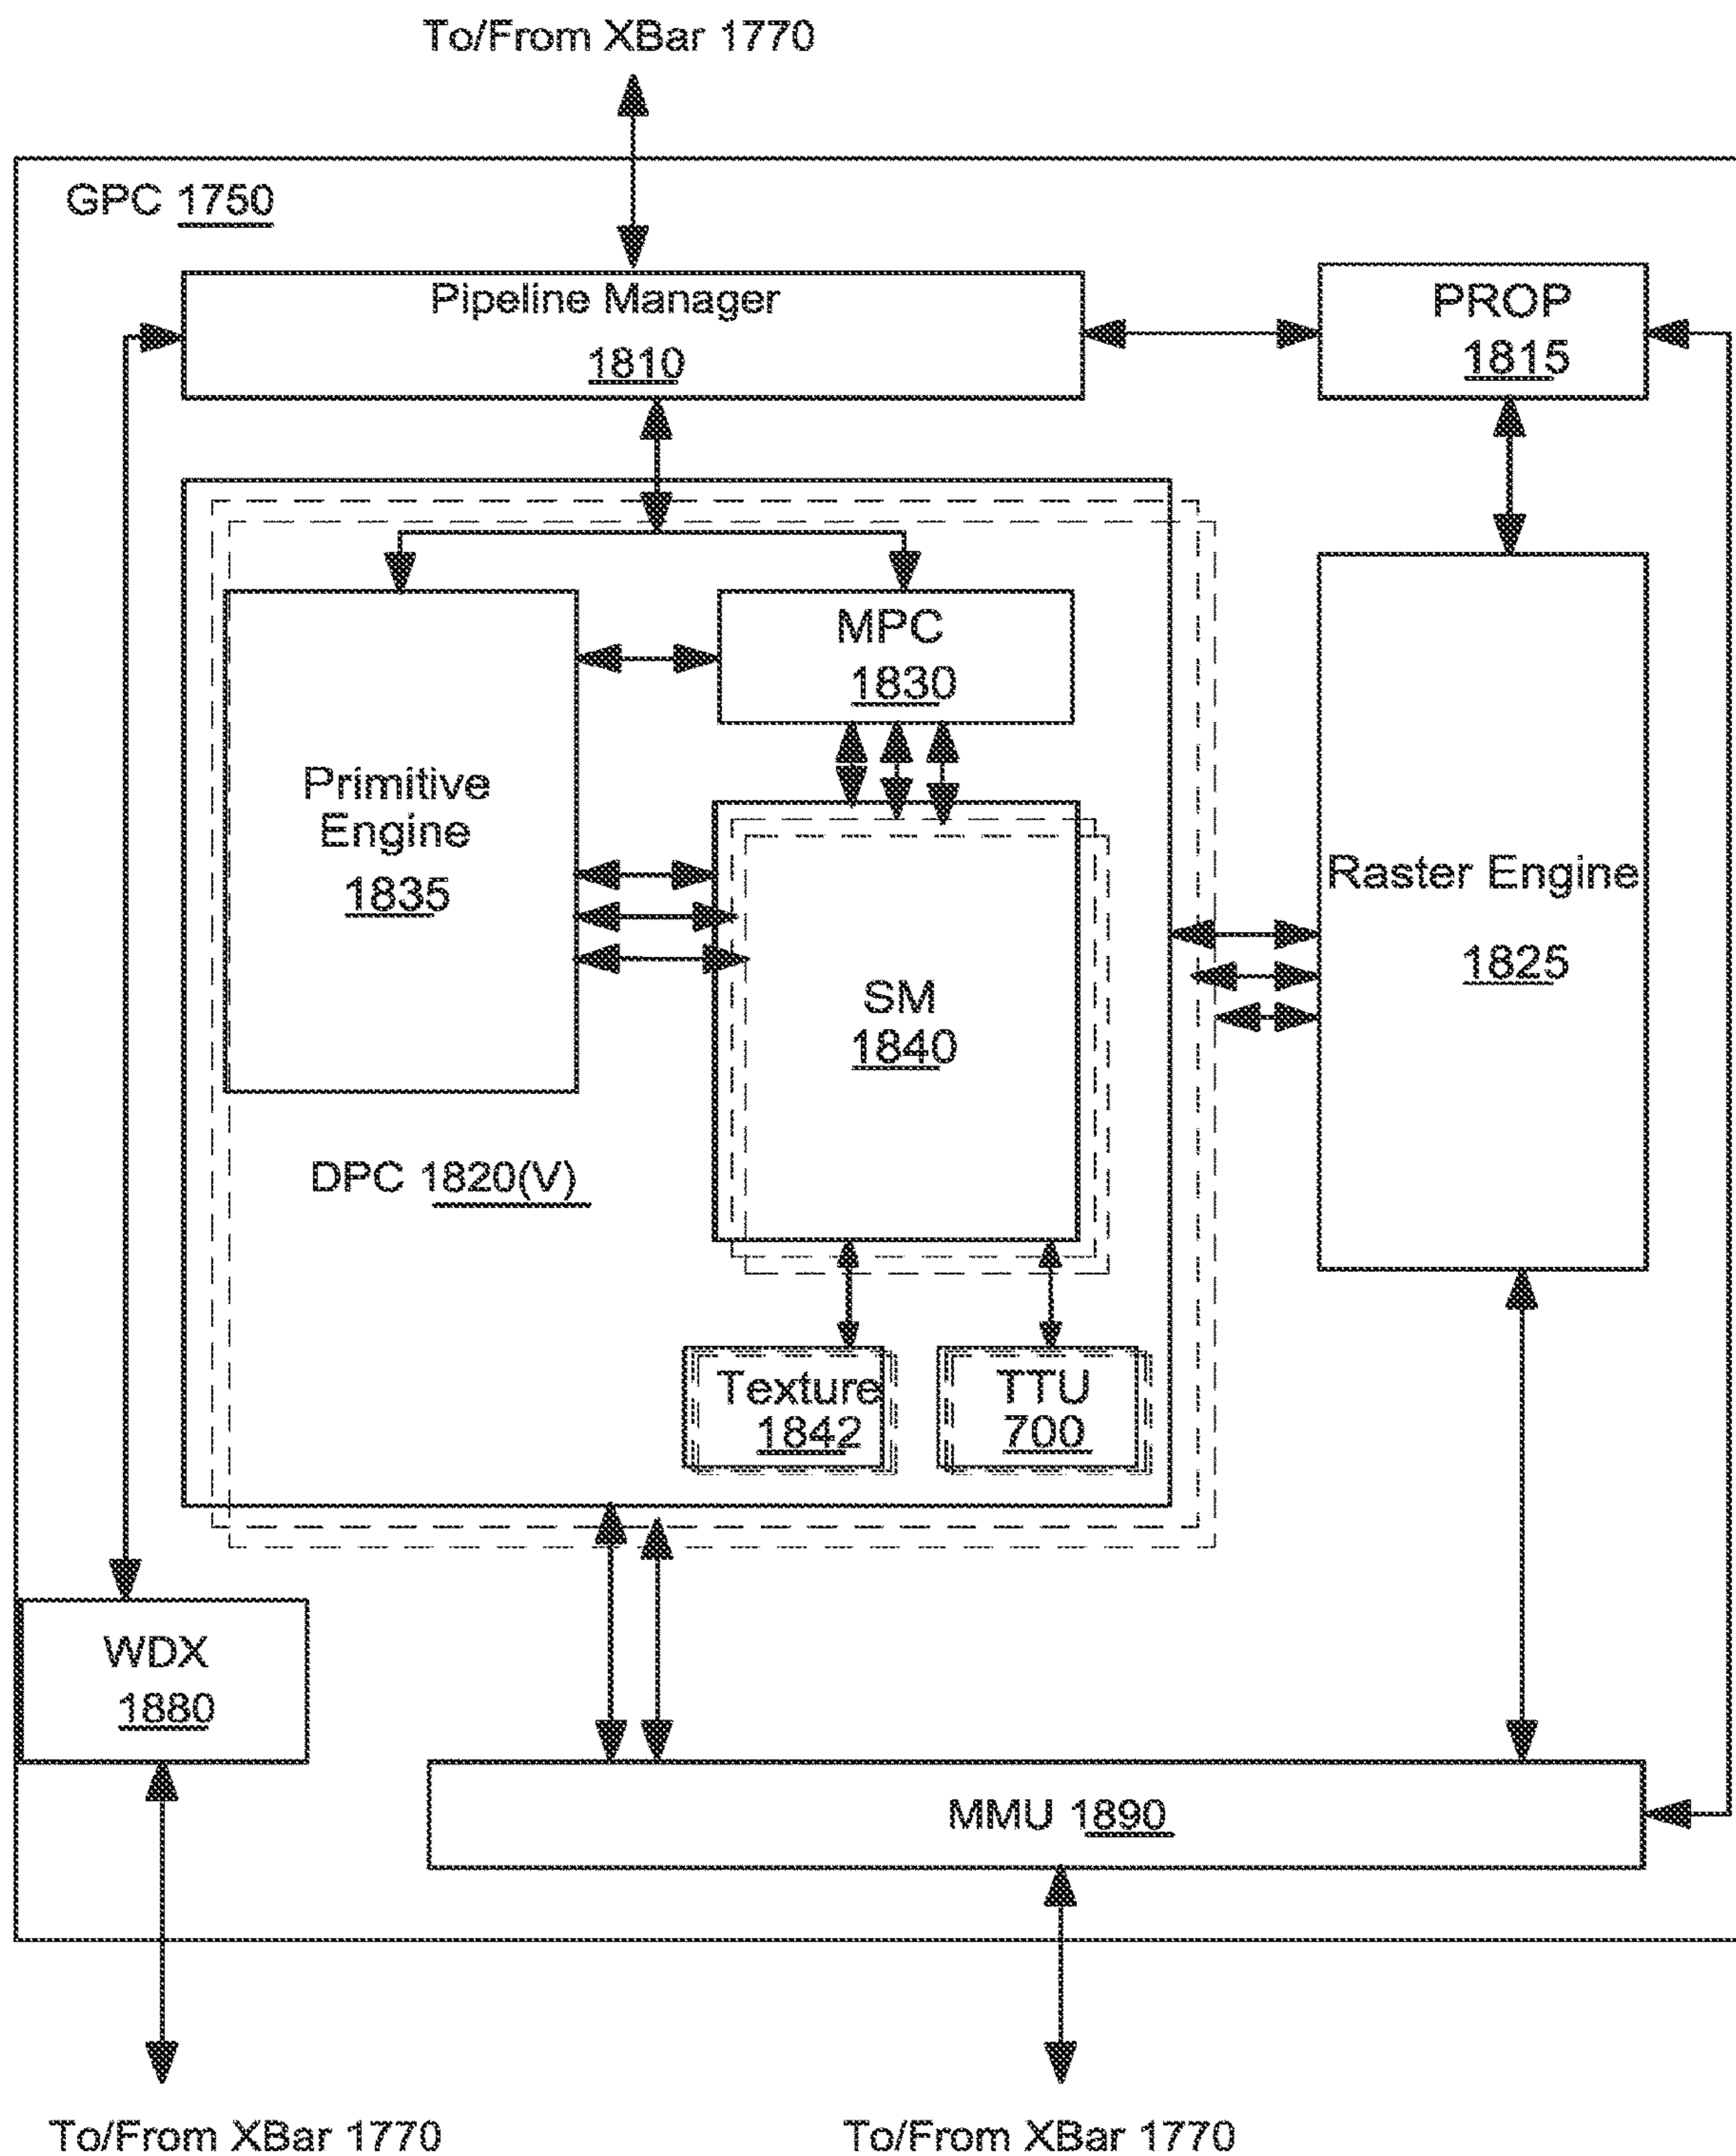 To/From XBar 1770
GPC 1750
Pipeline Manager
1810
PROP
1815
MPC
1830
Primitive
Engine
1835
SM
1840
Raster Engine
1825
DPC 1820(V)
Texture
1842
TTU
700
WDX
1880
MMU 1890
To/From XBar 1770
To/From XBar 1770